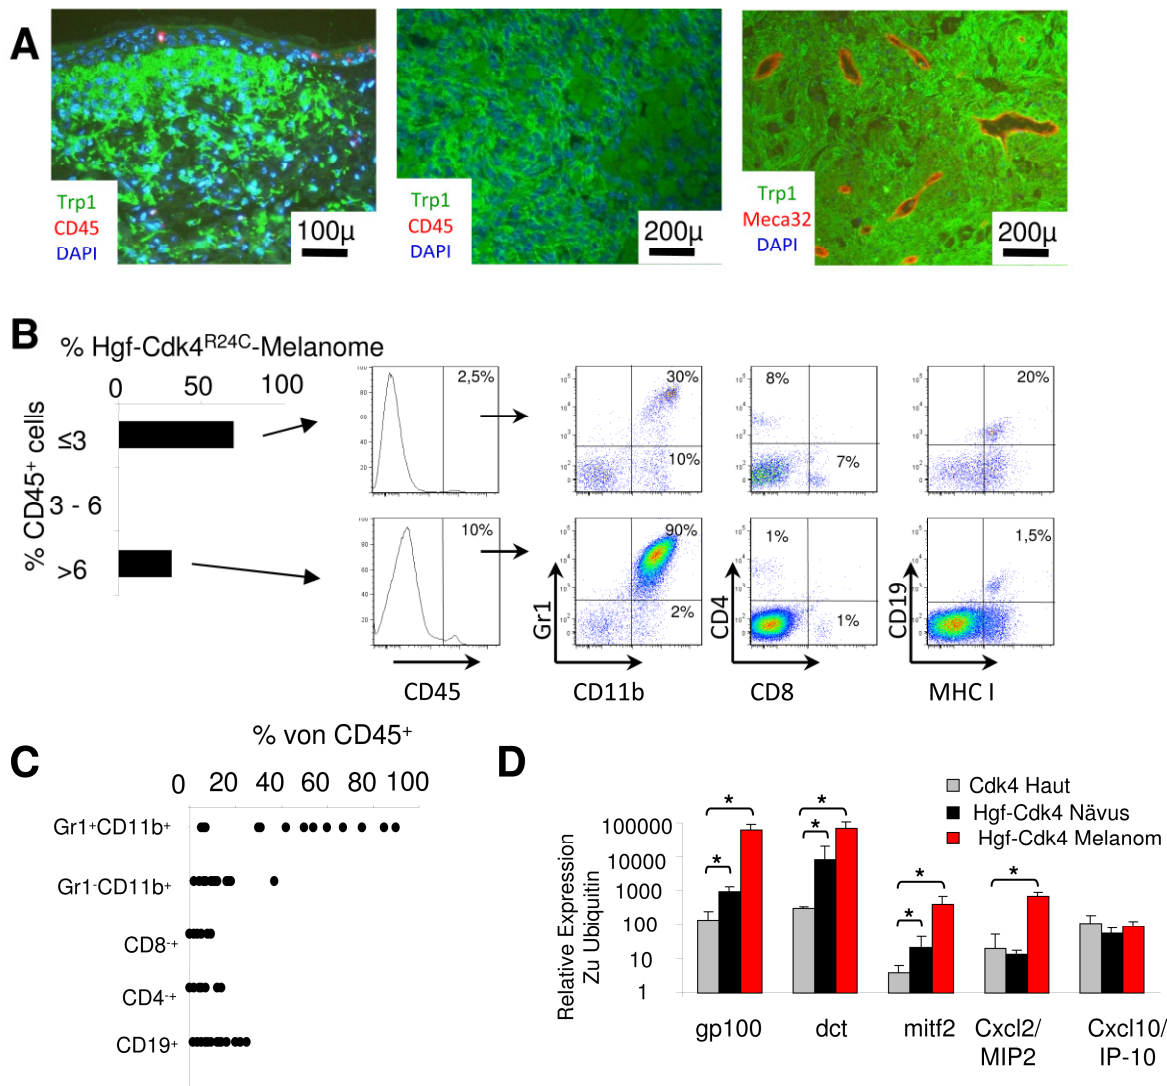 A
Trp1
CD45
DAPI
100µ
Trp1
CD45
DAPI
200µ
Trp1
Meca32
DAPI
200µ
B
% Hgf-Cdk4R24C-Melanome
0 50 100
% CD45+ cells
≤3
3 - 6
>6
2,5%
30%
10%
8%
7%
20%
10%
90%
2%
1%
1%
1,5%
Gr1
CD4
CD19
CD45
CD11b
CD8
MHC I
C
% von CD45+
0 20 40 60 80 100
Gr1+CD11b+
Gr1-CD11b+
CD8-+
CD4-+
CD19+
D
Cdk4 Haut
Hgf-Cdk4 Nävus
Hgf-Cdk4 Melanom
Relative Expression
Zu Ubiquitin
100000
10000
1000
100
10
1
* * * * * * *
gp100
dct
mitf2
Cxcl2/
MIP2
Cxcl10/
IP-10